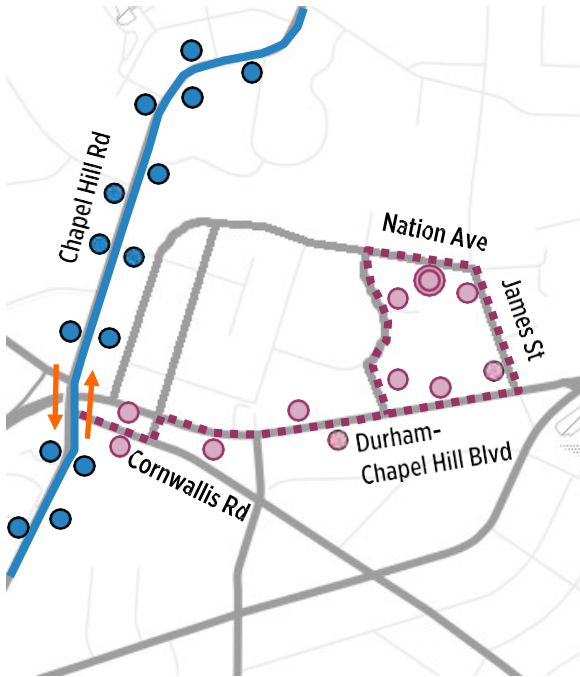 Chapel Hill Rd
Nation Ave
James St
Durham-
Chapel Hill Blvd
Cornwallis Rd